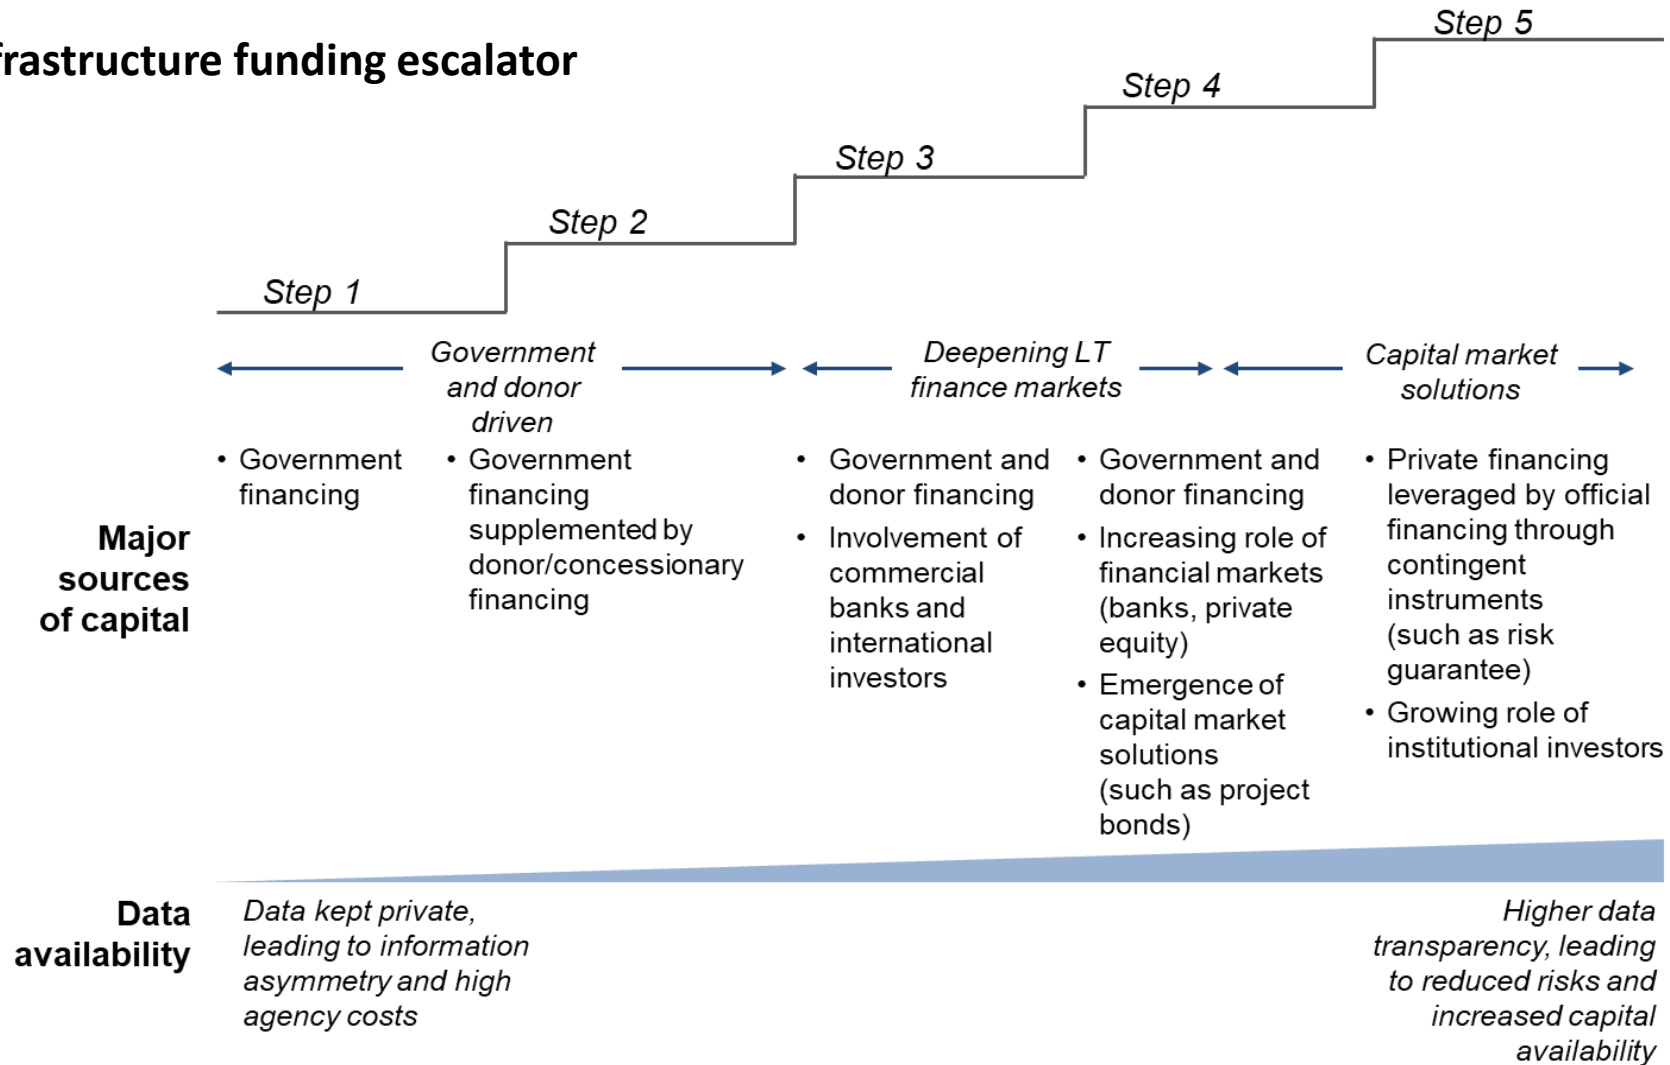 frastructure funding escalator
Step 5
Step 4
Step 3
Step 2
Step 1
Government
and donor
driven
Deepening LT
finance markets
Capital market
solutions
Major
sources
of capital
• Government
financing
• Government
financing
supplemented by
donor/concessionary
financing
• Government and
donor financing
• Involvement of
commercial
banks and
international
investors
• Government and
donor financing
• Increasing role of
financial markets
(banks, private
equity)
• Emergence of
capital market
solutions
(such as project
bonds)
• Private financing
leveraged by official
financing through
contingent
instruments
(such as risk
guarantee)
• Growing role of
institutional investors
Data
availability
Data kept private,
leading to information
asymmetry and high
agency costs
Higher data
transparency, leading
to reduced risks and
increased capital
availability